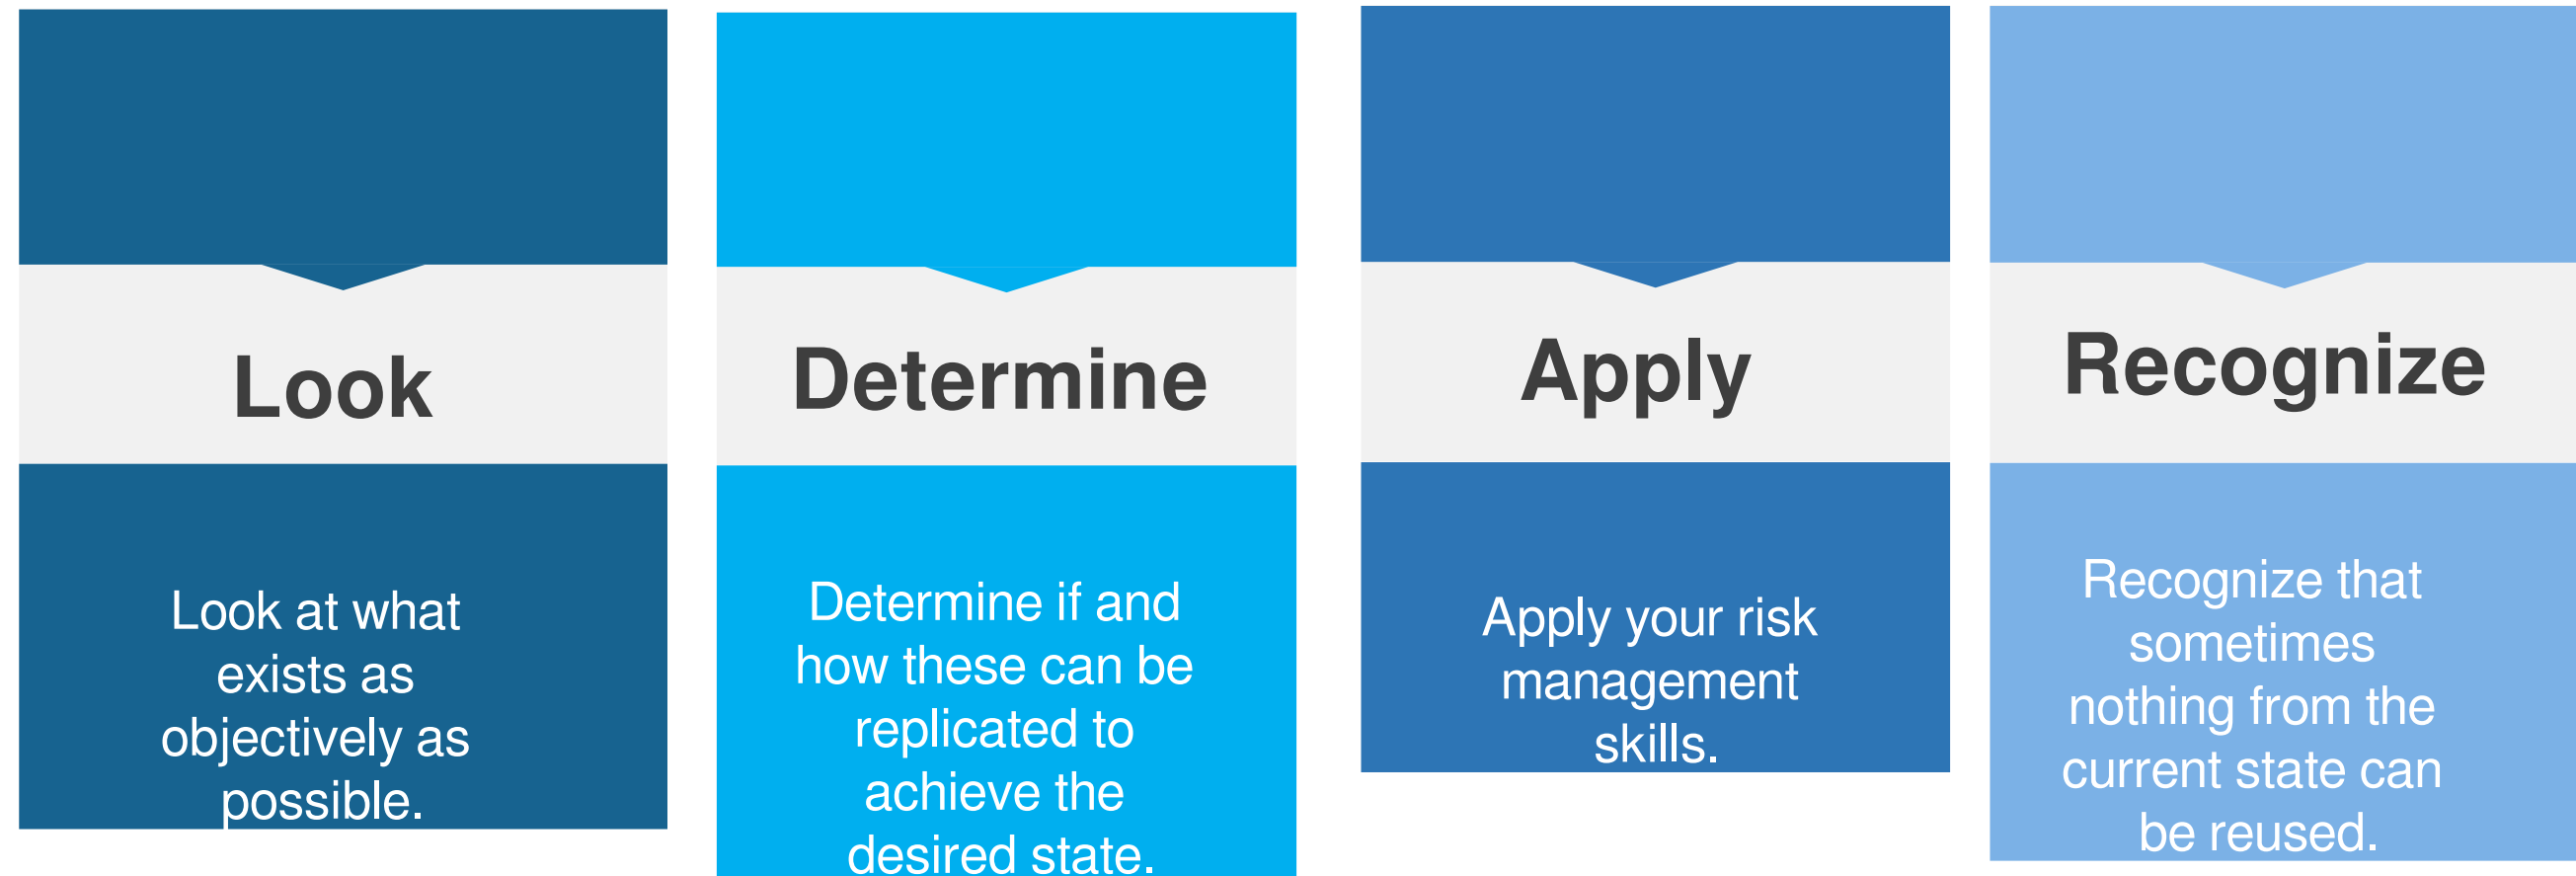 Look
Look at what
exists as
objectively as
possible.
Determine
Determine if and
how these can be
replicated to
achieve the
desired state.
Apply
Apply your risk
management
skills.
Recognize
Recognize that
sometimes
nothing from the
current state can
be reused.